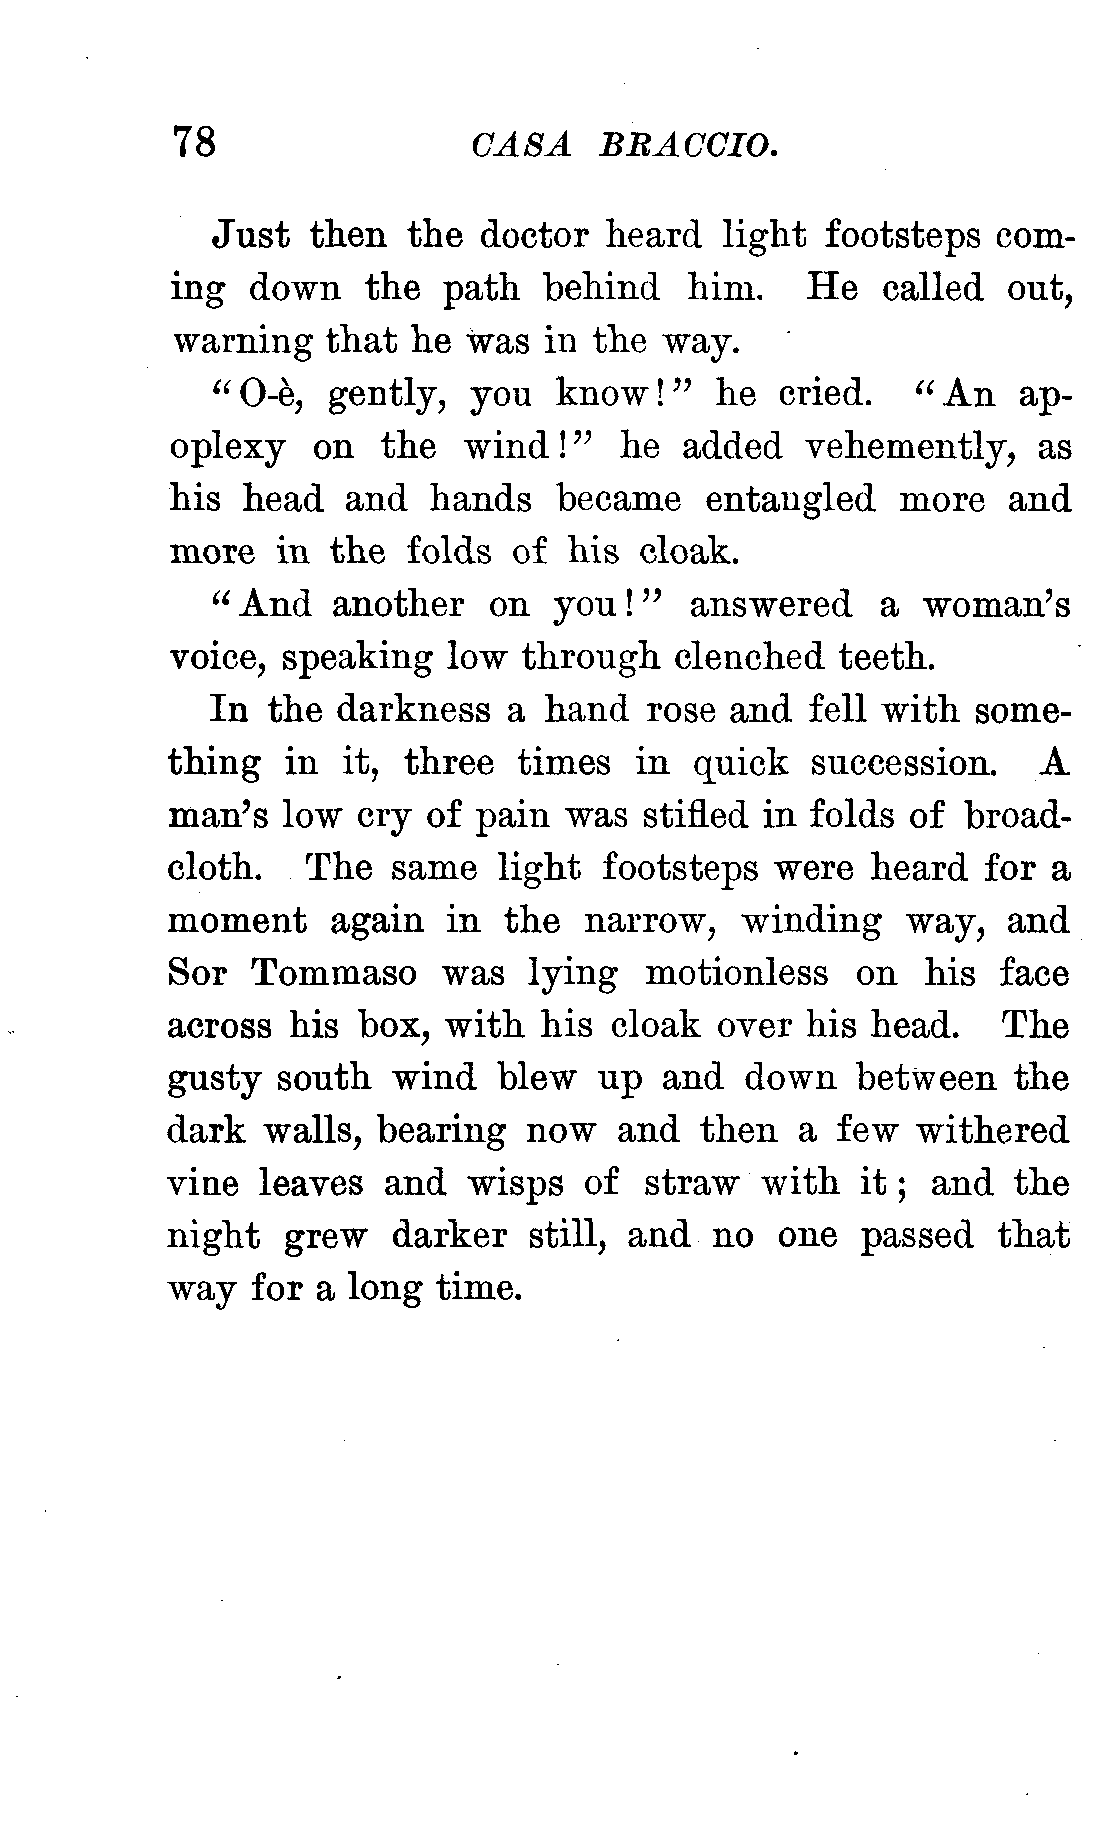 78 CASA BRACCIO.
Just then the doctor heard light footsteps com-
ing down the path behind him. He called out,
warning that he was in the way.
“O-è, gently, you know!” he cried. “An ap-
oplexy on the wind!” he added vehemently, as
his head and hands became entangled more and
more in the folds of his cloak.
“And another on you!” answered a woman’s
voice, speaking low through clenched teeth.
In the darkness a hand rose and fell with some-
thing in it, three times in quick succession. A
man’s low cry of pain was stifled in folds of broad-
cloth. The same light footsteps were heard for a
moment again in the narrow, winding way, and
Sor Tommaso was lying motionless on his face
across his box, with his cloak over his head. The
gusty south wind blew up and down between the
dark walls, bearing now and then a few withered
vine leaves and wisps of straw with it; and the
night grew darker still, and no one passed that
way for a long time.